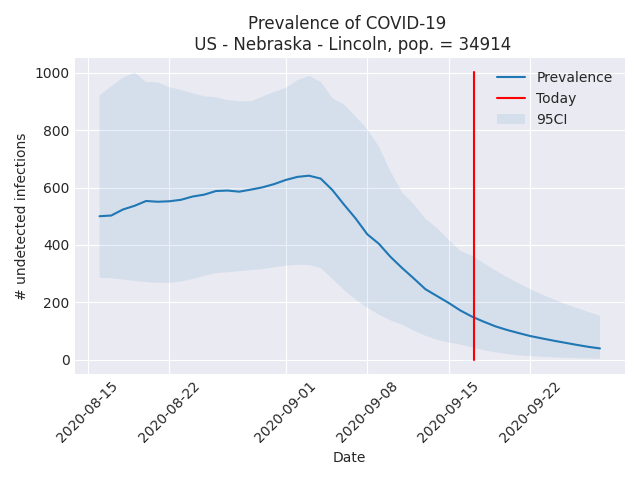 Prevalence of COVID-19
US - Nebraska - Lincoln, pop. = 34914
# undetected infections
1000
800
600
400
200
0
Prevalence
Today
95CI
2020-08-15
2020-08-22
2020-09-01
2020-09-08
2020-09-15
2020-09-22
Date